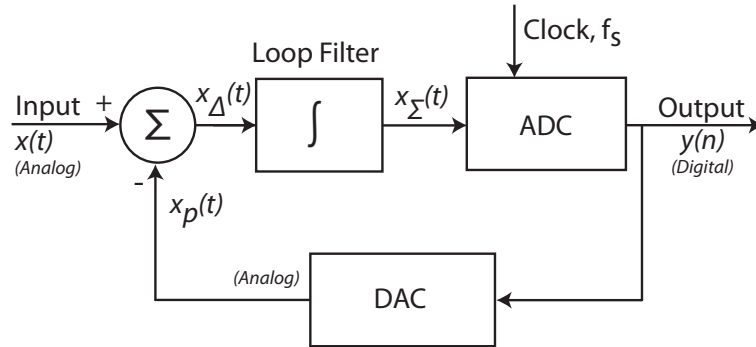 Clock, fs
Loop Filter
Input
+
xΔ(t)
xΣ(t)
Output
Σ
∫
ADC
x(t)
(Analog)
y(n)
(Digital)
-
xp(t)
(Analog)
DAC